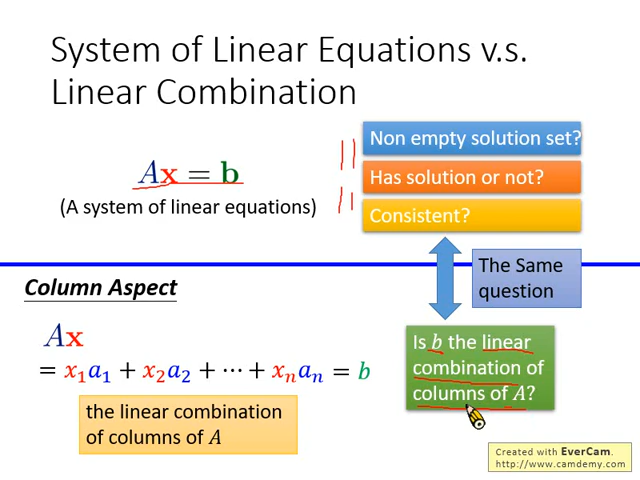 System of Linear Equations v.s.
Linear Combination
Ax = b
(A system of linear equations)
Non empty solution set?
Has solution or not?
Consistent?
The Same
question
Column Aspect
Ax
= x₁a₁ + x₂a₂ + ⋯ + xₙaₙ = b
the linear combination
of columns of A
Is b the linear
combination of
columns of A?
Created with EverCam.
http://www.camdemy.com